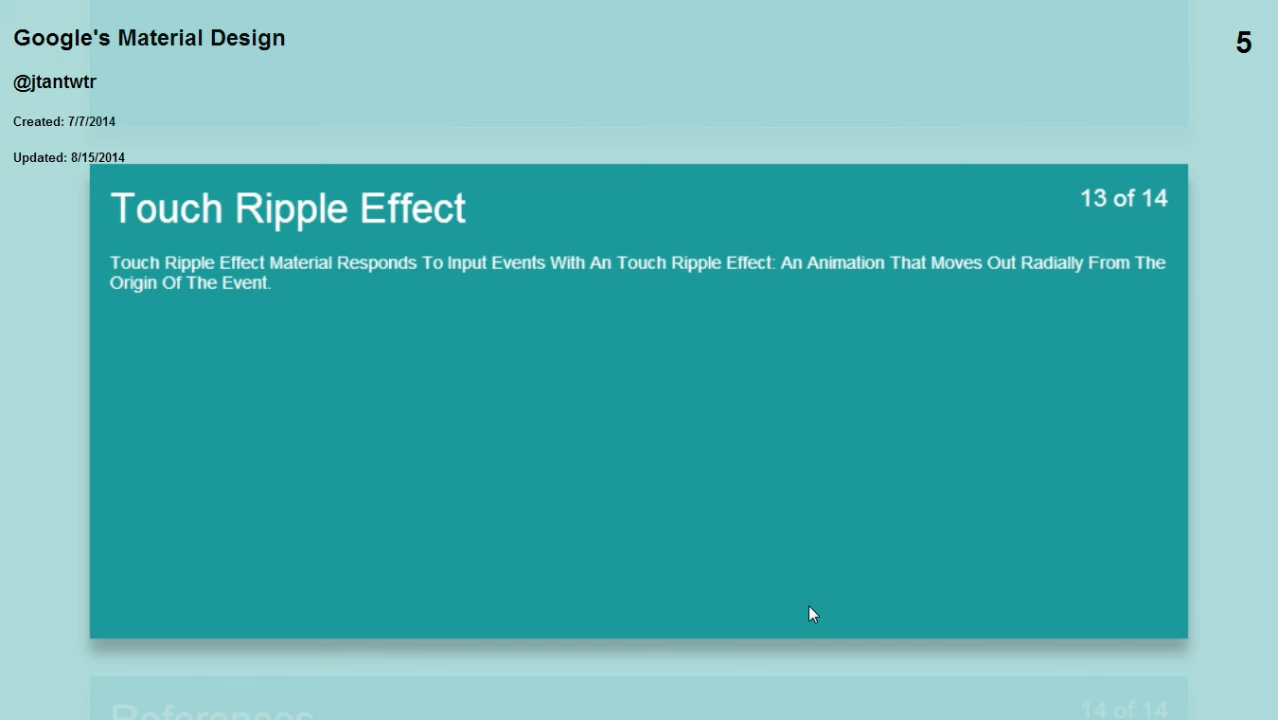 Google's Material Design
5
@jtantwtr
Created: 7/7/2014
Updated: 8/15/2014
Touch Ripple Effect
13 of 14
Touch Ripple Effect Material Responds To Input Events With An Touch Ripple Effect: An Animation That Moves Out Radially From The
Origin Of The Event.
References
14 of 14